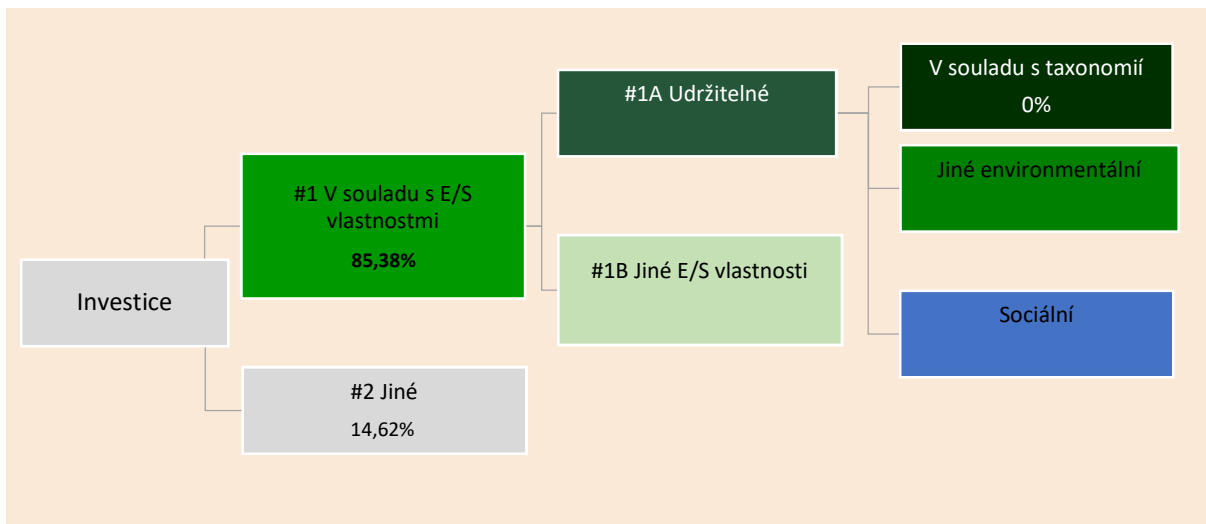 Investice
#1 V souladu s E/S
vlastnostmi
85,38%
#2 Jiné
14,62%
#1A Udržitelné
#1B Jiné E/S vlastnosti
V souladu s taxonomií
0%
Jiné environmentální
Sociální